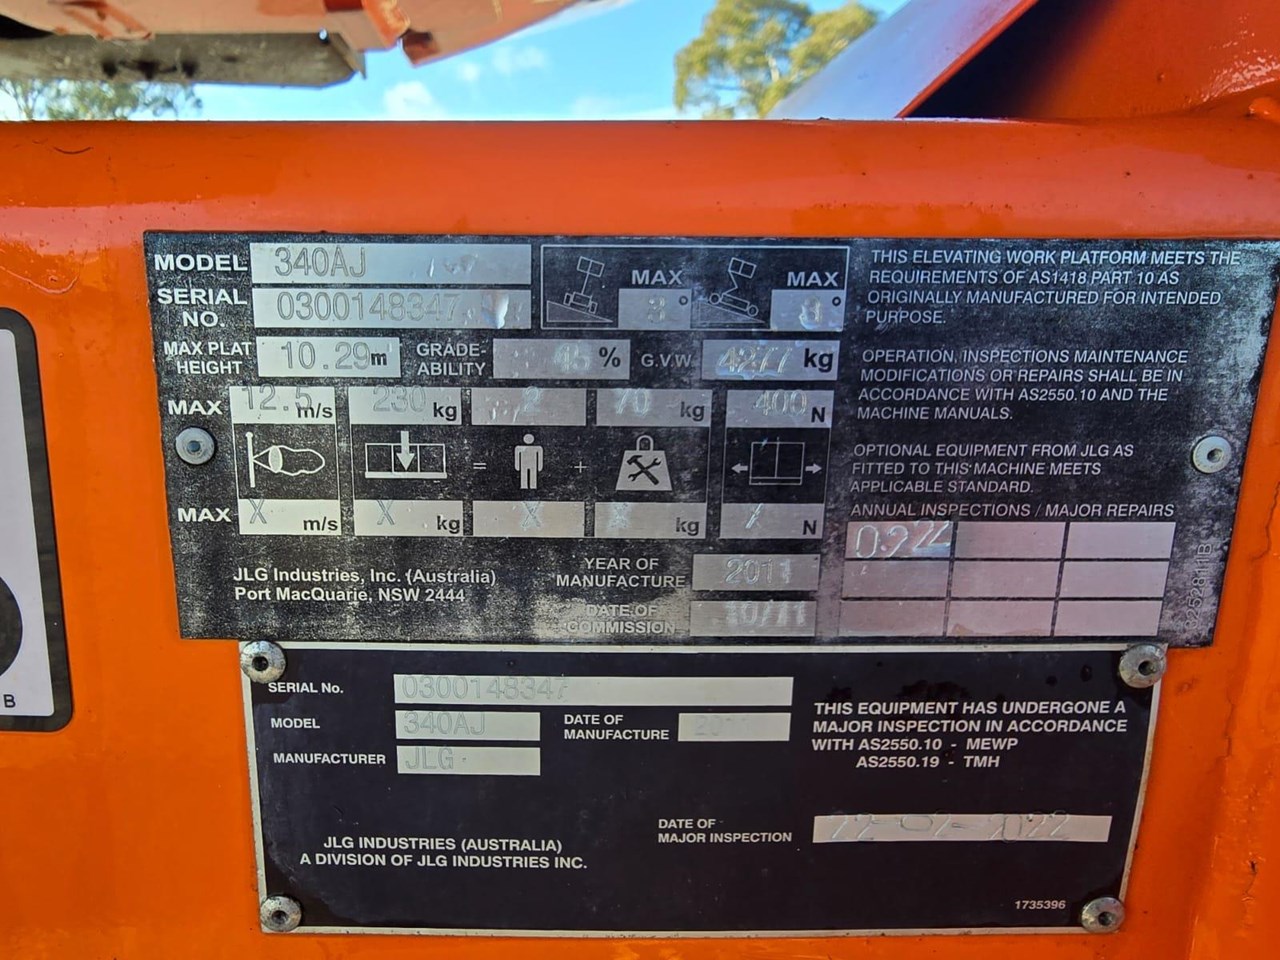 MODEL 340AJ
SERIAL NO. 0300148347
MAX 3°
MAX 3°
MAX PLAT HEIGHT 10.29m
GRADE-ABILITY 45 %
G.V.W. 4277 kg
MAX 12.5 m/s 230 kg 2 70 kg 400 N
= +
MAX X m/s X kg X X kg X N
JLG Industries, Inc. (Australia)
Port MacQuarie, NSW 2444
YEAR OF MANUFACTURE 2011
DATE OF COMMISSION 10/11
THIS ELEVATING WORK PLATFORM MEETS THE
REQUIREMENTS OF AS1418 PART 10 AS
ORIGINALLY MANUFACTURED FOR INTENDED
PURPOSE.
OPERATION, INSPECTIONS MAINTENANCE
MODIFICATIONS OR REPAIRS SHALL BE IN
ACCORDANCE WITH AS2550.10 AND THE
MACHINE MANUALS.
OPTIONAL EQUIPMENT FROM JLG AS
FITTED TO THIS MACHINE MEETS
APPLICABLE STANDARD.
ANNUAL INSPECTIONS / MAJOR REPAIRS
SERIAL No. 0300148347
MODEL 340AJ
DATE OF MANUFACTURE
MANUFACTURER JLG
JLG INDUSTRIES (AUSTRALIA)
A DIVISION OF JLG INDUSTRIES INC.
THIS EQUIPMENT HAS UNDERGONE A
MAJOR INSPECTION IN ACCORDANCE
WITH AS2550.10 - MEWP
AS2550.19 - TMH
DATE OF MAJOR INSPECTION 22-02-2022
1735396
B